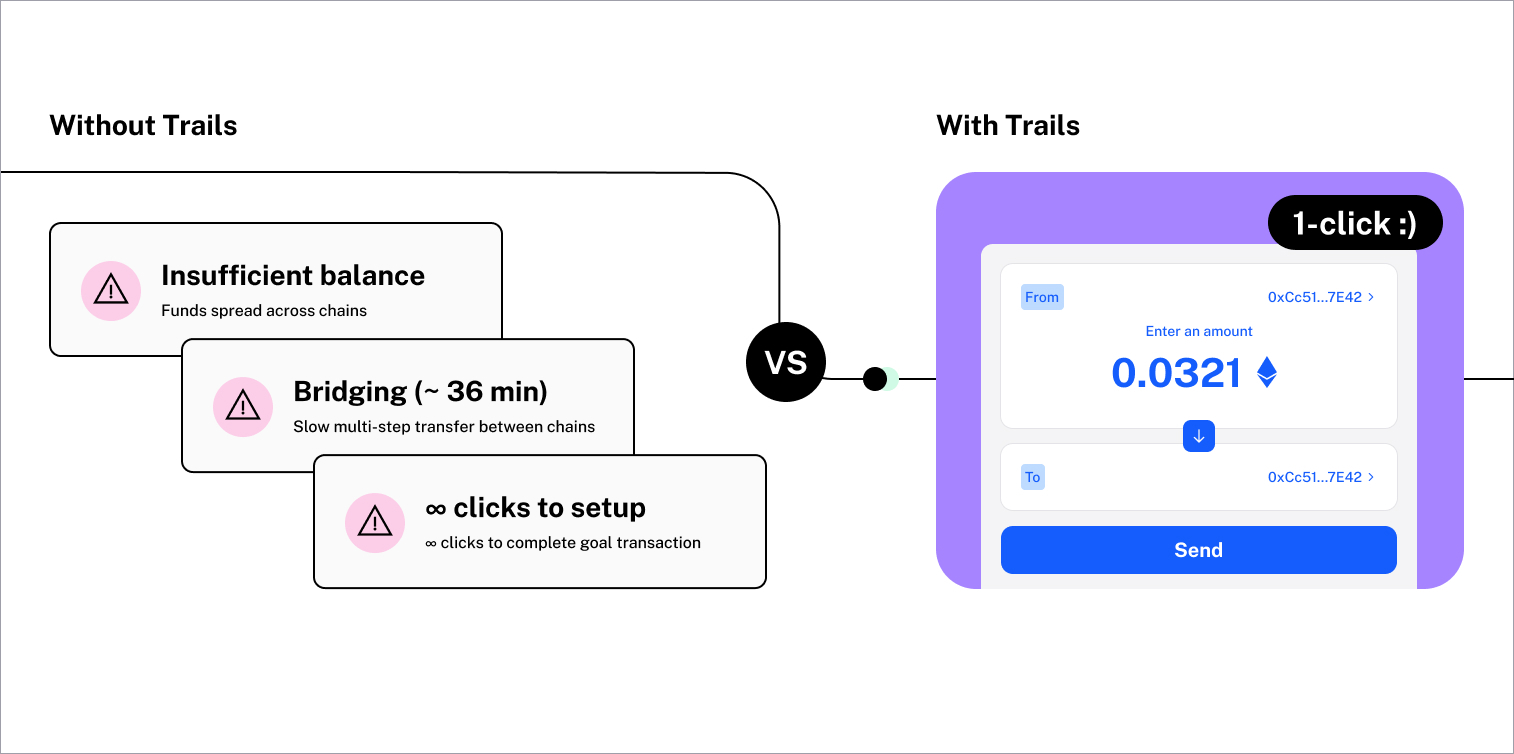 Without Trails
Insufficient balance
Funds spread across chains
Bridging (~ 36 min)
Slow multi-step transfer between chains
∞ clicks to setup
∞ clicks to complete goal transaction
VS
With Trails
1-click :)
From
0xCc51...7E42 >
Enter an amount
0.0321
To
0xCc51...7E42 >
Send